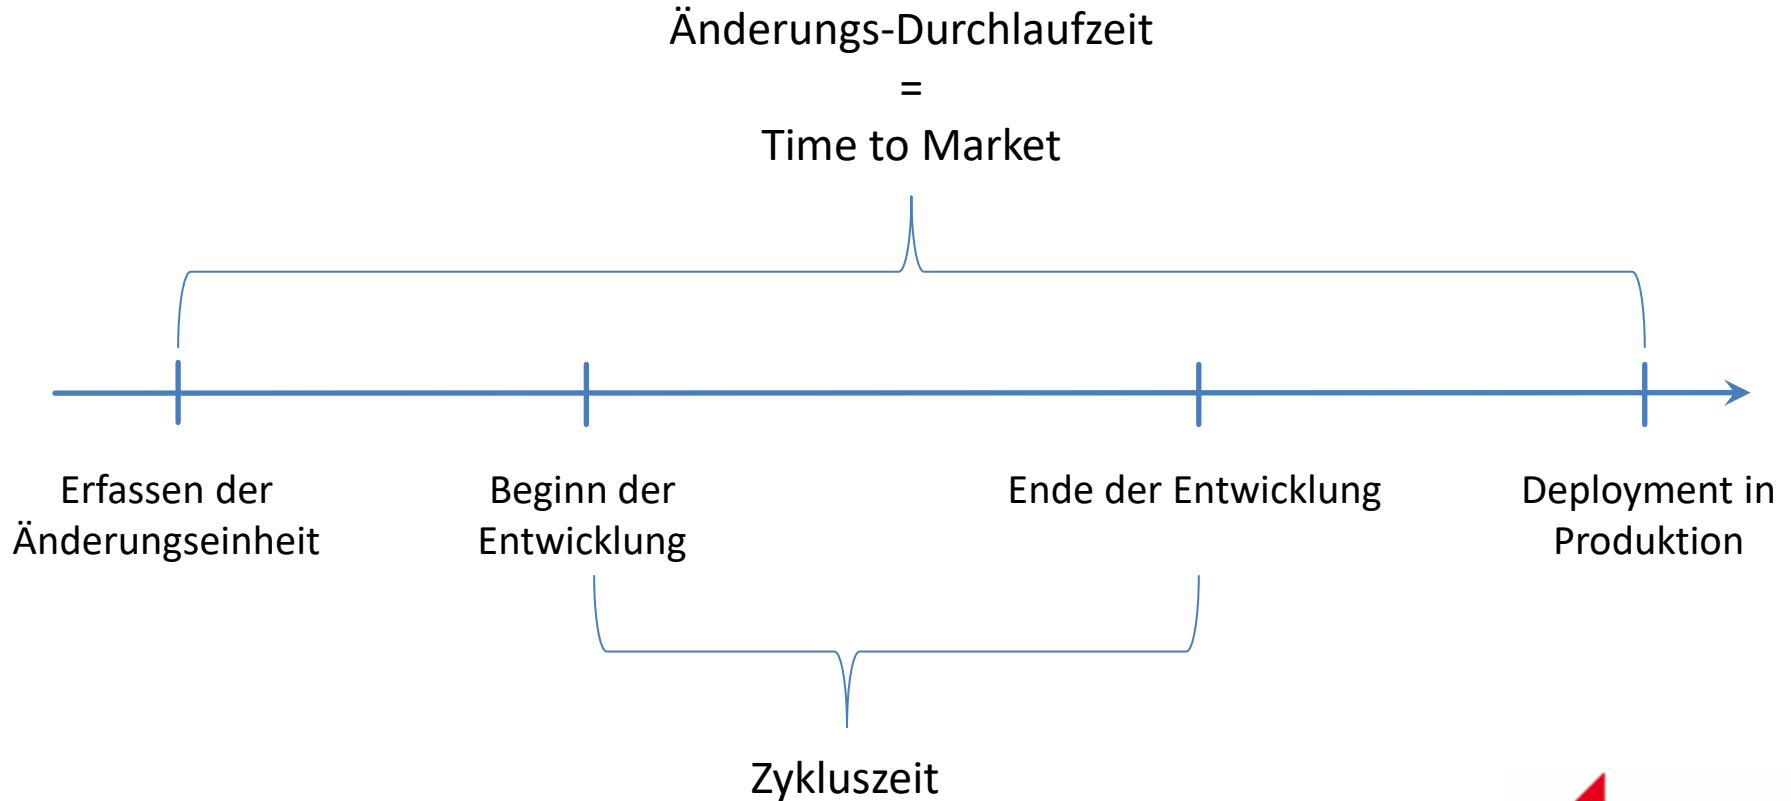 Änderungs-Durchlaufzeit
=
Time to Market
Erfassen der
Änderungseinheit
Beginn der
Entwicklung
Ende der Entwicklung
Deployment in
Produktion
Zykluszeit